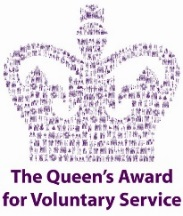 The Queen's Award
for Voluntary Service